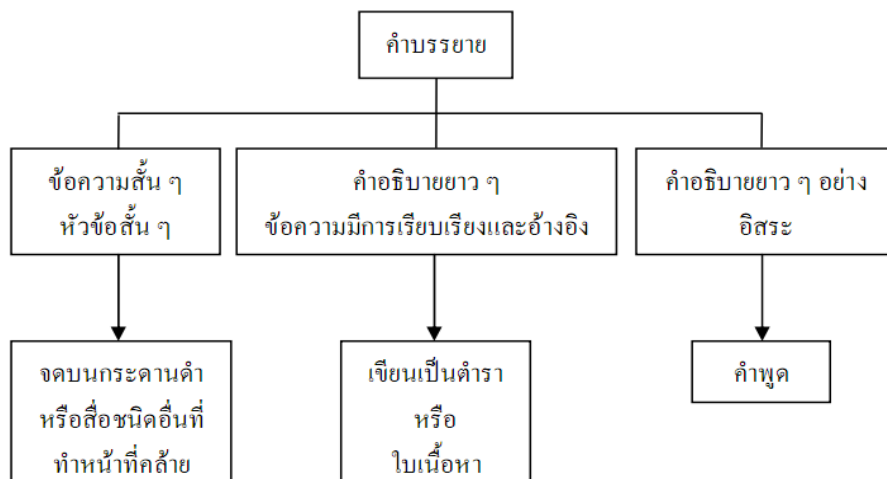 คำบรรยาย
ข้อความสั้น ๆ
หัวข้อสั้น ๆ
คำอธิบายยาว ๆ
ข้อความมีการเรียบเรียงและอ้างอิง
คำอธิบายยาว ๆ อย่าง
อิสระ
จดบนกระดานดำ
หรือสื่อชนิดอื่นที่
ทำหน้าที่คล้าย
เขียนเป็นตำรา
หรือ
ใบเนื้อหา
คำพูด